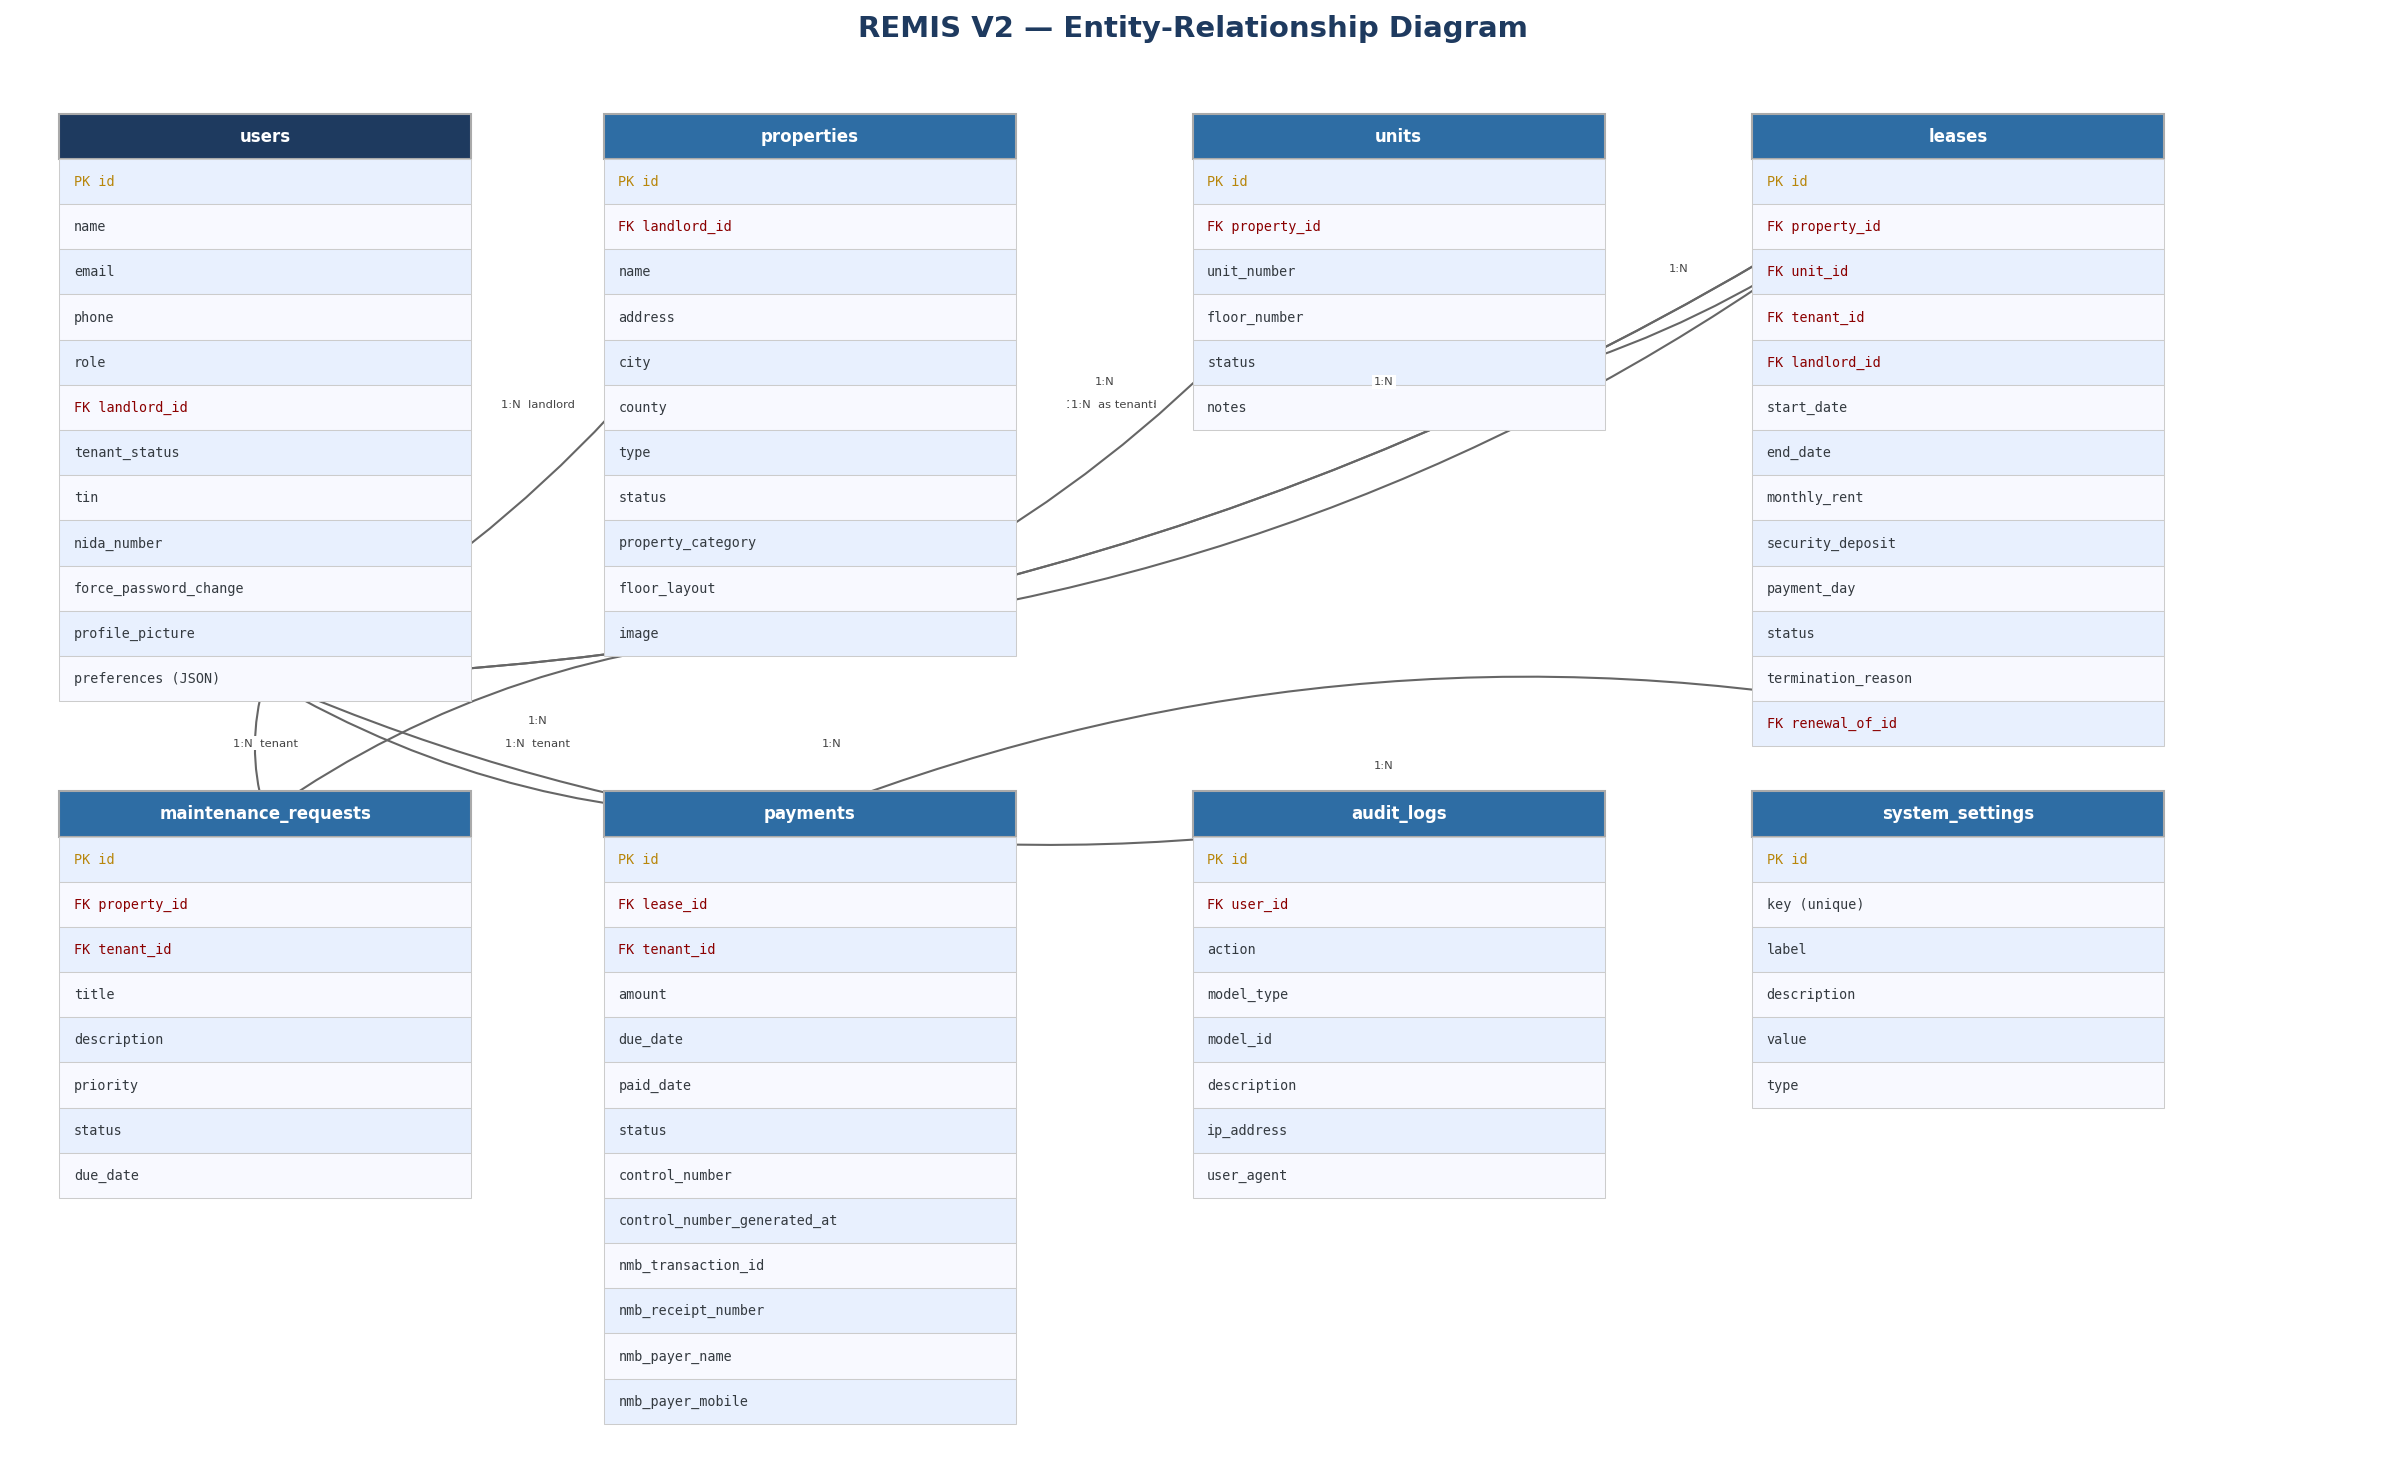 REMIS V2 — Entity-Relationship Diagram
users
PK id
name
email
phone
role
FK landlord_id
tenant_status
tin
nida_number
force_password_change
profile_picture
preferences (JSON)
properties
PK id
FK landlord_id
name
address
city
county
type
status
property_category
floor_layout
image
units
PK id
FK property_id
unit_number
floor_number
status
notes
leases
PK id
FK property_id
FK unit_id
FK tenant_id
FK landlord_id
start_date
end_date
monthly_rent
security_deposit
payment_day
status
termination_reason
FK renewal_of_id
1:N landlord
1:N
1:N as tenant
1:N
1:N
1:N tenant
1:N
1:N tenant
1:N
1:N
maintenance_requests
PK id
FK property_id
FK tenant_id
title
description
priority
status
due_date
payments
PK id
FK lease_id
FK tenant_id
amount
due_date
paid_date
status
control_number
control_number_generated_at
nmb_transaction_id
nmb_receipt_number
nmb_payer_name
nmb_payer_mobile
audit_logs
PK id
FK user_id
action
model_type
model_id
description
ip_address
user_agent
system_settings
PK id
key (unique)
label
description
value
type